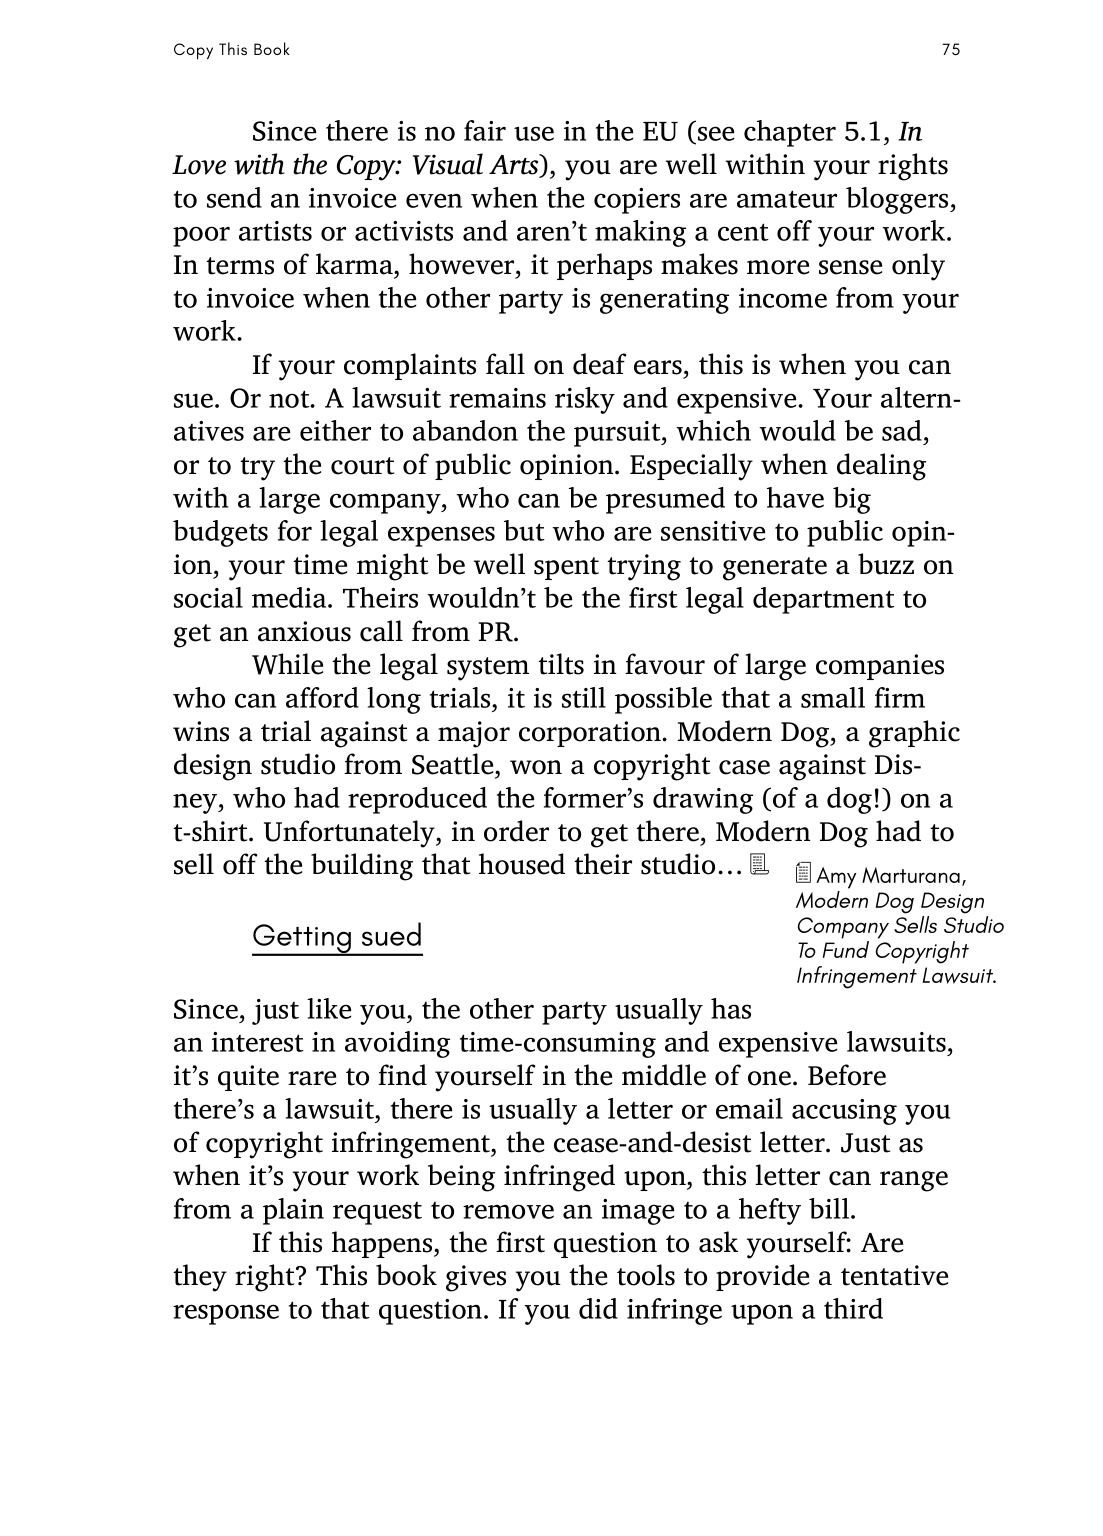 Copy This Book
75
Since there is no fair use in the EU (see chapter 5.1, In
Love with the Copy: Visual Arts), you are well within your rights
to send an invoice even when the copiers are amateur bloggers,
poor artists or activists and aren’t making a cent off your work.
In terms of karma, however, it perhaps makes more sense only
to invoice when the other party is generating income from your
work.
If your complaints fall on deaf ears, this is when you can
sue. Or not. A lawsuit remains risky and expensive. Your altern-
atives are either to abandon the pursuit, which would be sad,
or to try the court of public opinion. Especially when dealing
with a large company, who can be presumed to have big
budgets for legal expenses but who are sensitive to public opin-
ion, your time might be well spent trying to generate a buzz on
social media. Theirs wouldn’t be the first legal department to
get an anxious call from PR.
While the legal system tilts in favour of large companies
who can afford long trials, it is still possible that a small firm
wins a trial against a major corporation. Modern Dog, a graphic
design studio from Seattle, won a copyright case against Dis-
ney, who had reproduced the former’s drawing (of a dog!) on a
t-shirt. Unfortunately, in order to get there, Modern Dog had to
sell off the building that housed their studio…
Amy Marturana,
Modern Dog Design
Company Sells Studio
To Fund Copyright
Infringement Lawsuit.
Getting sued
Since, just like you, the other party usually has
an interest in avoiding time-consuming and expensive lawsuits,
it’s quite rare to find yourself in the middle of one. Before
there’s a lawsuit, there is usually a letter or email accusing you
of copyright infringement, the cease-and-desist letter. Just as
when it’s your work being infringed upon, this letter can range
from a plain request to remove an image to a hefty bill.
If this happens, the first question to ask yourself: Are
they right? This book gives you the tools to provide a tentative
response to that question. If you did infringe upon a third